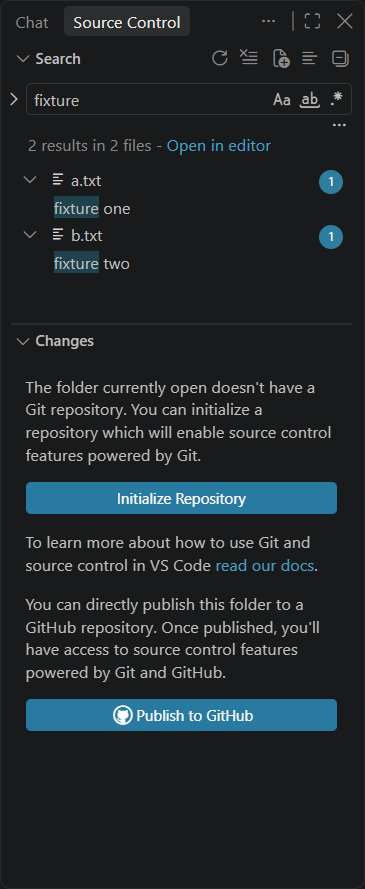 Chat Source Control
Search
fixture Aa ab .*
2 results in 2 files - Open in editor
a.txt 1
fixture one
b.txt 1
fixture two
Changes
The folder currently open doesn't have a
Git repository. You can initialize a
repository which will enable source control
features powered by Git.
Initialize Repository
To learn more about how to use Git and
source control in VS Code read our docs.
You can directly publish this folder to a
GitHub repository. Once published, you'll
have access to source control features
powered by Git and GitHub.
Publish to GitHub